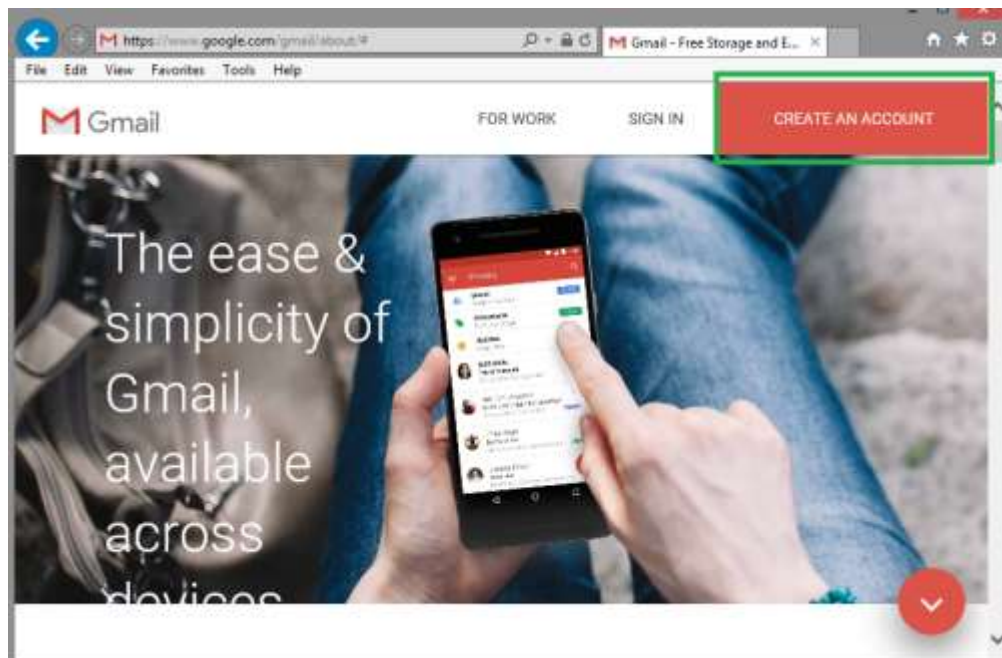 https://www.google.com/gmail/about/#
Gmail - Free Storage and E...
File Edit View Favorites Tools Help
Gmail
FOR WORK SIGN IN CREATE AN ACCOUNT
The ease &
simplicity of
Gmail,
available
across
devices